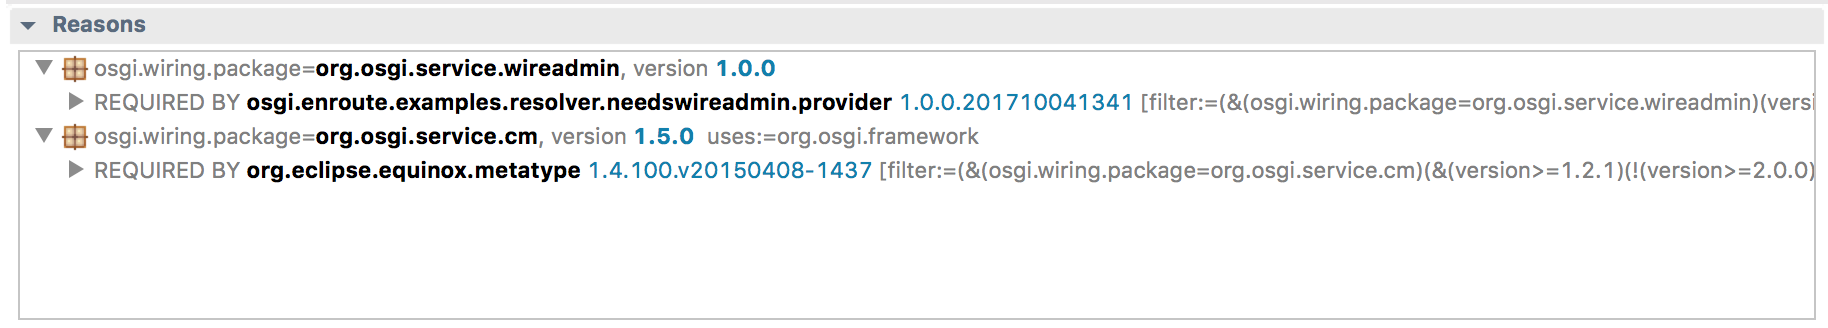 Reasons
osgi.wiring.package=org.osgi.service.wireadmin, version 1.0.0
REQUIRED BY osgi.enroute.examples.resolver.needswireadmin.provider 1.0.0.201710041341 [filter:=(&(osgi.wiring.package=org.osgi.service.wireadmin)(versi
osgi.wiring.package=org.osgi.service.cm, version 1.5.0 uses:=org.osgi.framework
REQUIRED BY org.eclipse.equinox.metatype 1.4.100.v20150408-1437 [filter:=(&(osgi.wiring.package=org.osgi.service.cm)(&(version>=1.2.1)(!(version>=2.0.0)